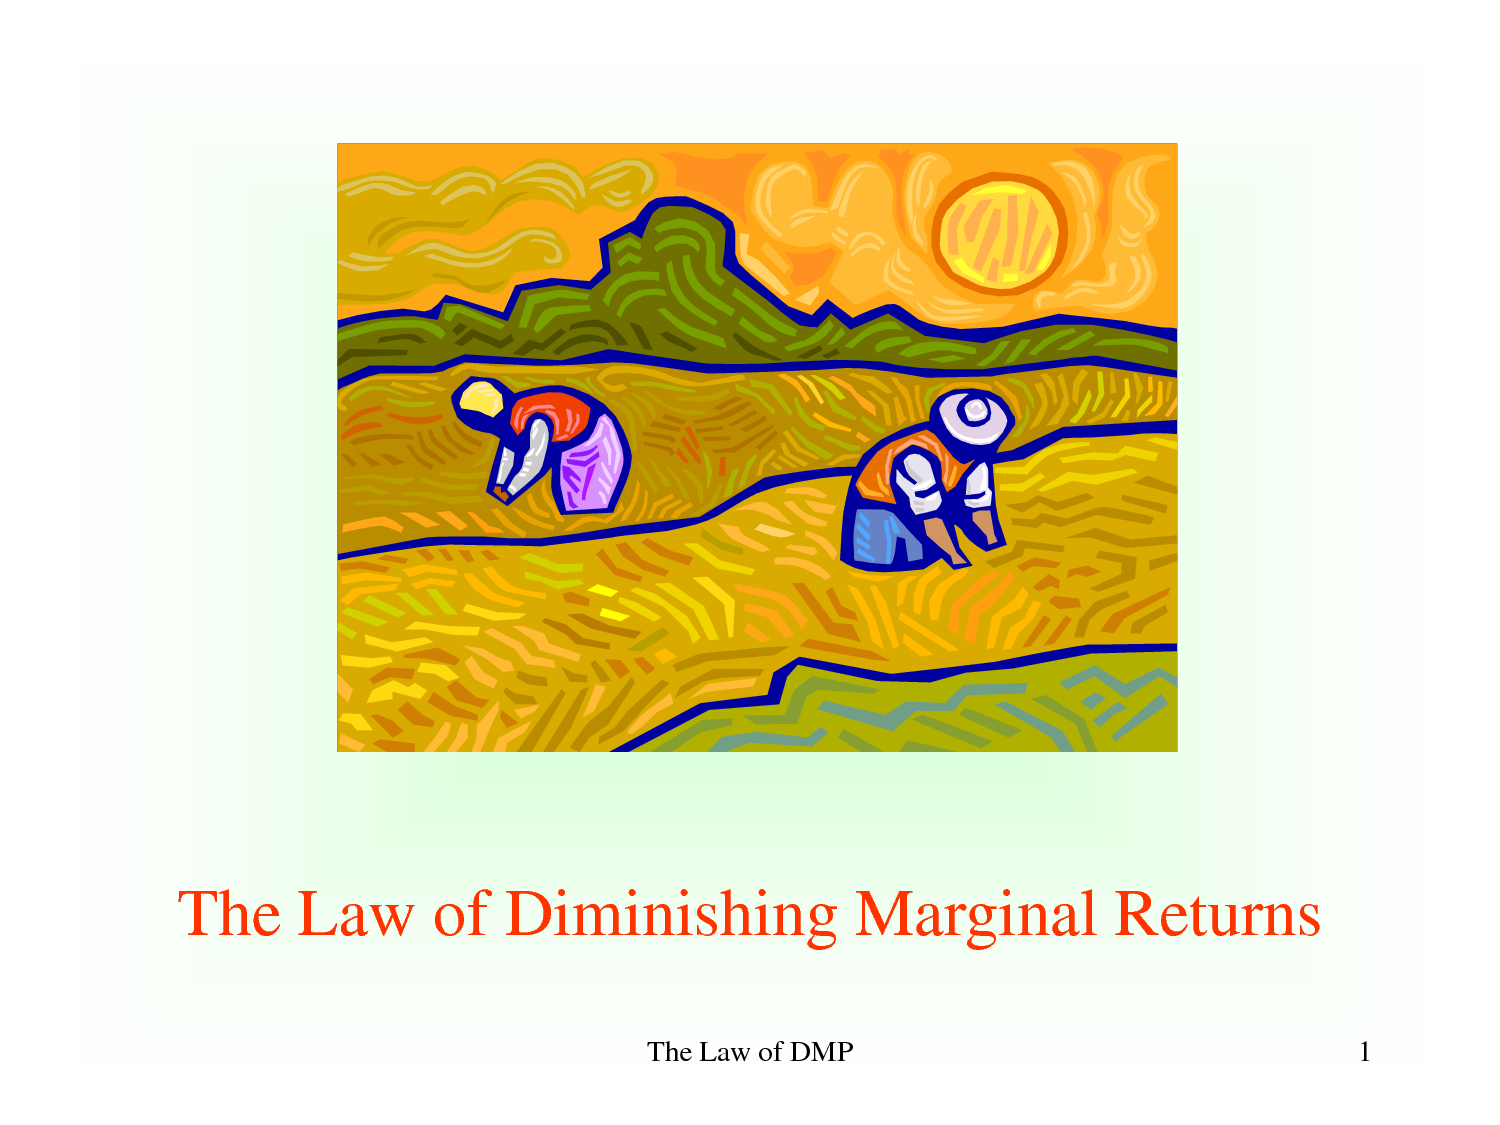 The Law of Diminishing Marginal Returns
The Law of DMP
1